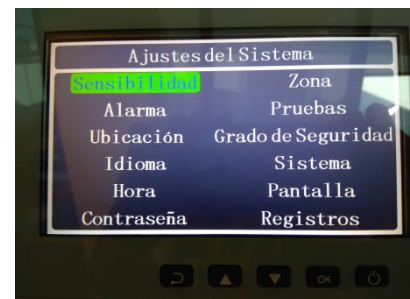 Ajustes del Sistema
Sensibilidad Zona
Alarma Pruebas
Ubicación Grado de Seguridad
Idioma Sistema
Hora Pantalla
Contraseña Registros
OK